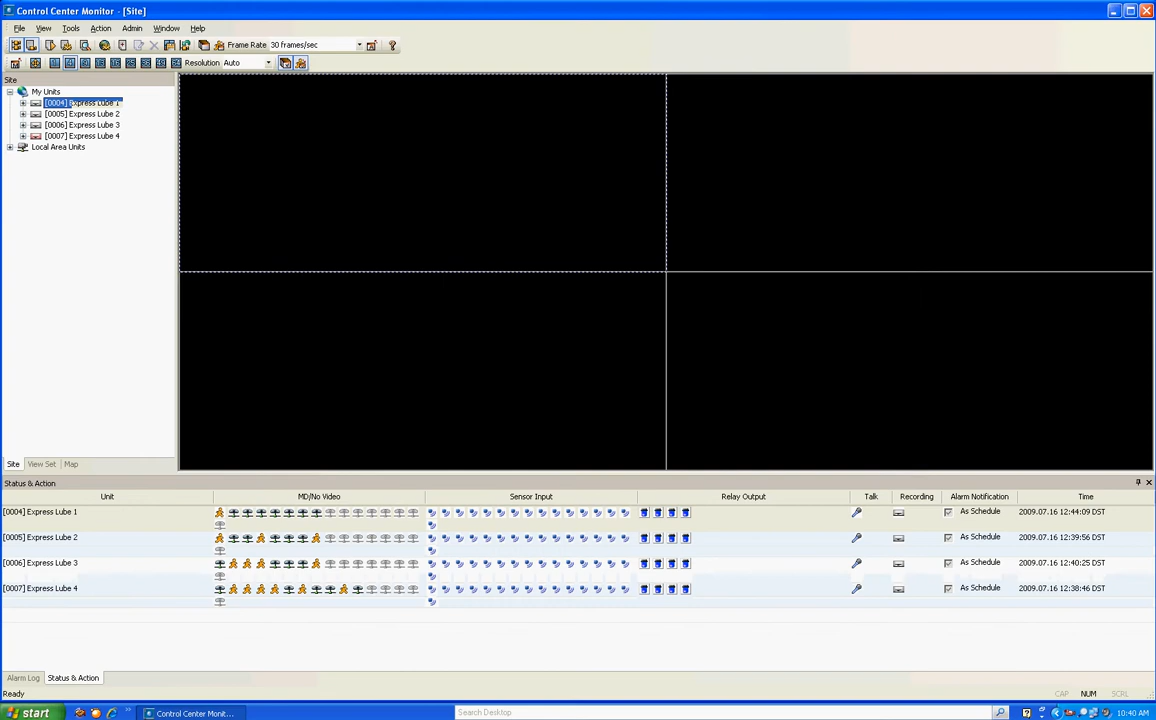 Control Center Monitor - [Site]
File View Tools Action Admin Window Help
Frame Rate 30 frames/sec
Resolution Auto
Site
My Units
[0004] Express Lube 1
[0005] Express Lube 2
[0006] Express Lube 3
[0007] Express Lube 4
Local Area Units
Site View Set Map
Status & Action
Unit MD/No Video Sensor Input Relay Output Talk Recording Alarm Notification Time
[0004] Express Lube 1 As Schedule 2009.07.16 12:44:09 DST
[0005] Express Lube 2 As Schedule 2009.07.16 12:39:56 DST
[0006] Express Lube 3 As Schedule 2009.07.16 12:40:25 DST
[0007] Express Lube 4 As Schedule 2009.07.16 12:38:46 DST
Alarm Log Status & Action
Ready CAP NUM SCRL
start Control Center Monit... Search Desktop 10:40 AM